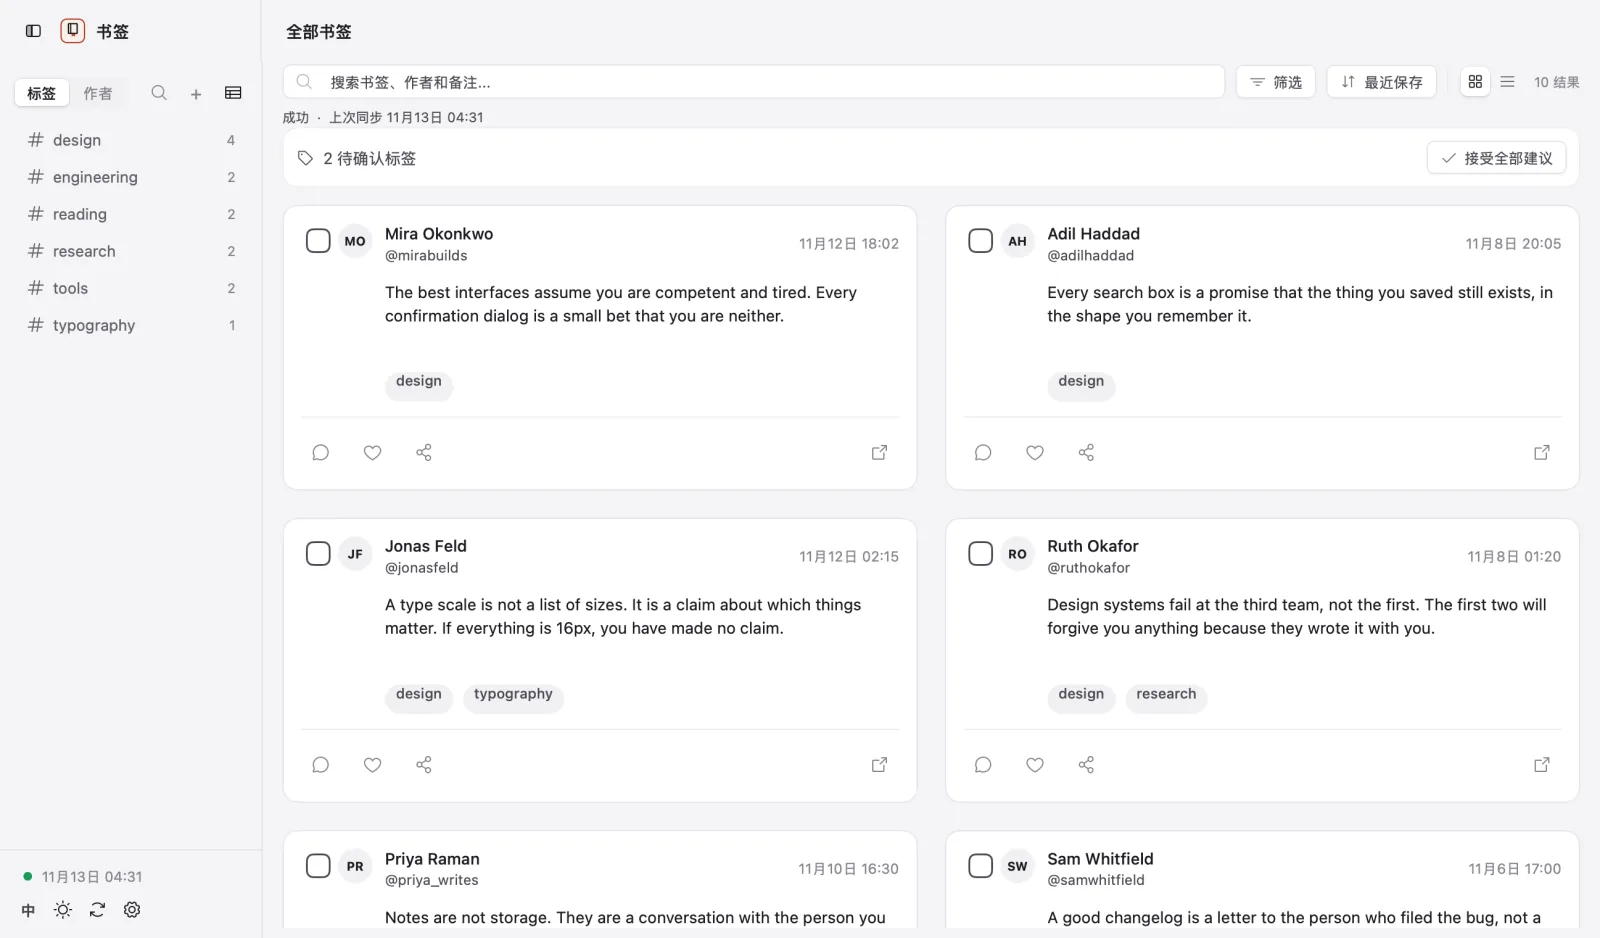 书签
标签
作者
design
4
engineering
2
reading
2
research
2
tools
2
typography
1
11月13日 04:31
中
全部书签
搜索书签、作者和备注...
筛选
最近保存
10 结果
成功 · 上次同步 11月13日 04:31
2 待确认标签
接受全部建议
MO
Mira Okonkwo
@mirabuilds
11月12日 18:02
The best interfaces assume you are competent and tired. Every
confirmation dialog is a small bet that you are neither.
design
AH
Adil Haddad
@adilhaddad
11月8日 20:05
Every search box is a promise that the thing you saved still exists, in
the shape you remember it.
design
JF
Jonas Feld
@jonasfeld
11月12日 02:15
A type scale is not a list of sizes. It is a claim about which things
matter. If everything is 16px, you have made no claim.
design
typography
RO
Ruth Okafor
@ruthokafor
11月8日 01:20
Design systems fail at the third team, not the first. The first two will
forgive you anything because they wrote it with you.
design
research
PR
Priya Raman
@priya_writes
11月10日 16:30
Notes are not storage. They are a conversation with the person you
SW
Sam Whitfield
@samwhitfield
11月6日 17:00
A good changelog is a letter to the person who filed the bug, not a